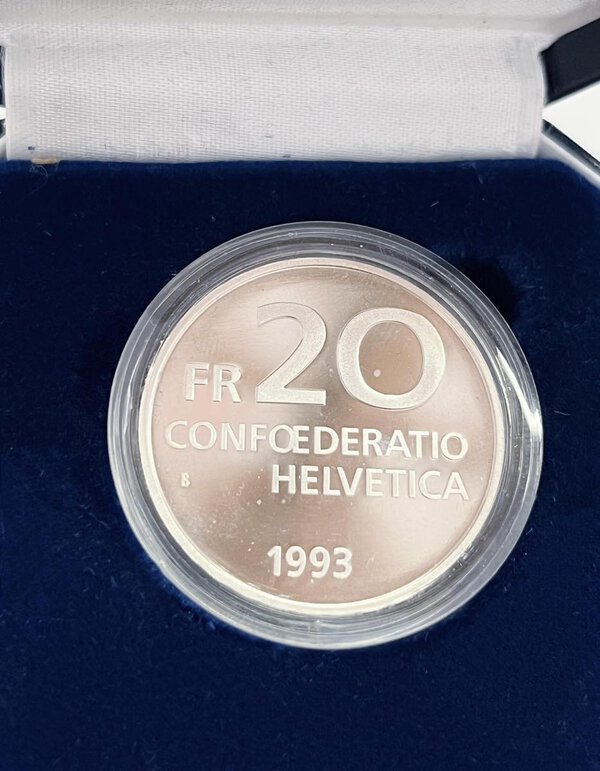 FR 20
CONFŒDERATIO
B HELVETICA
1993